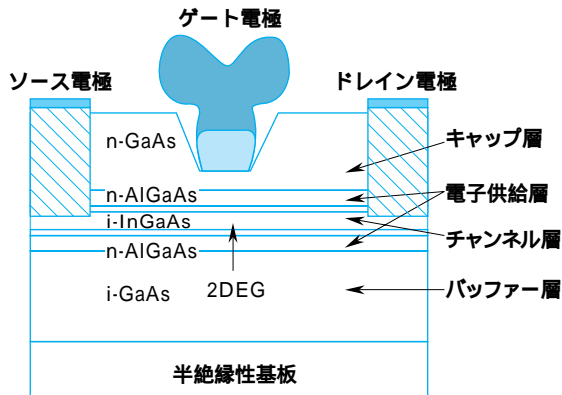 ゲート電極
ソース電極
ドレイン電極
n-GaAs
キャップ層
n-AlGaAs
電子供給層
i-InGaAs
チャンネル層
n-AlGaAs
i-GaAs
2DEG
バッファー層
半絶縁性基板